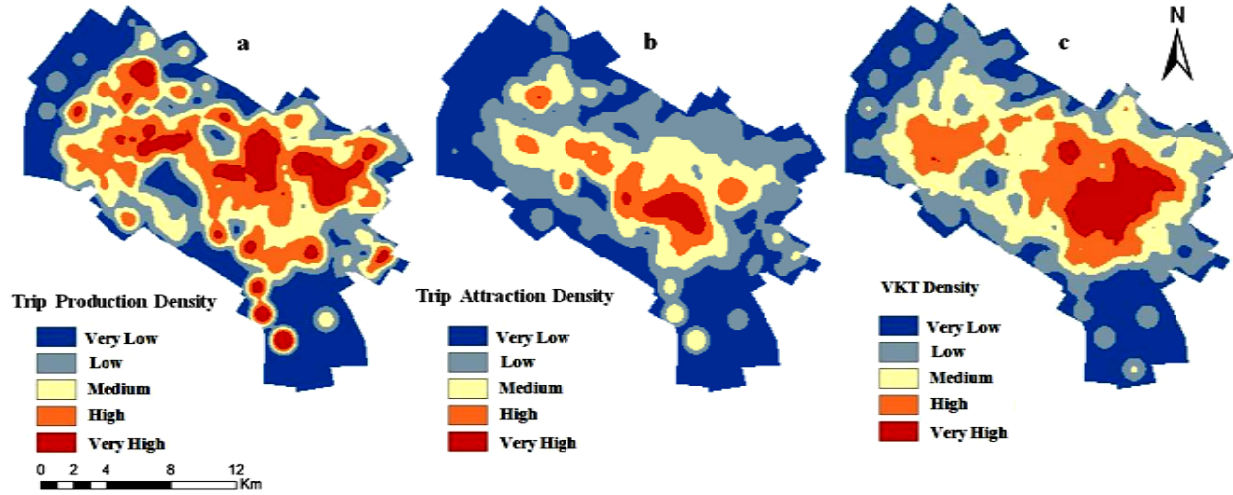 a
b
c
N
Trip Production Density
Very Low
Low
Medium
High
Very High
0 2 4 8 12
Km
Trip Attraction Density
Very Low
Low
Medium
High
Very High
VKT Density
Very Low
Low
Medium
High
Very High